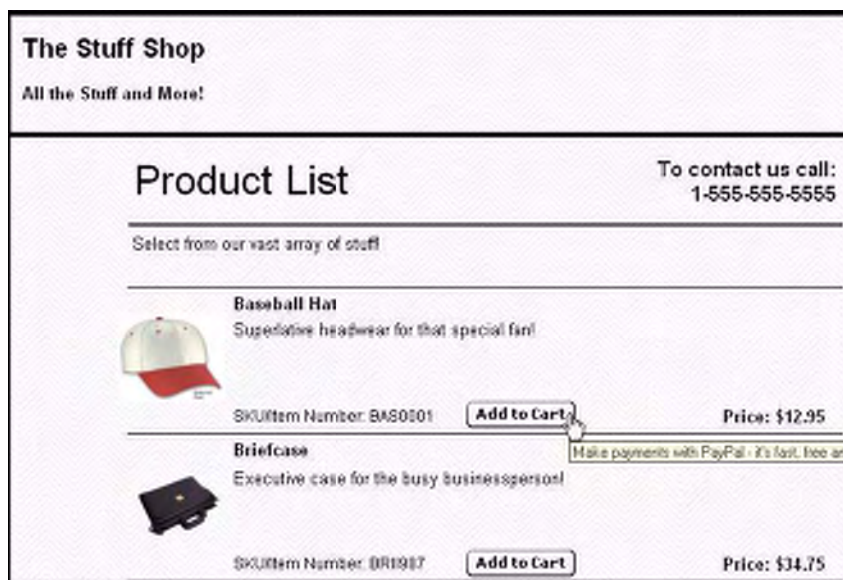 The Stuff Shop
All the Stuff and More!
Product List
To contact us call:
1-555-555-5555
Select from our vast array of stuff!
Baseball Hat
Superlative headwear for that special fan!
SKU/Item Number: BAS0001
Add to Cart
Price: $12.95
Make payments with PayPal - it's fast, free
Briefcase
Executive case for the busy businessperson!
SKU/Item Number:
Add to Cart
Price: $34.75